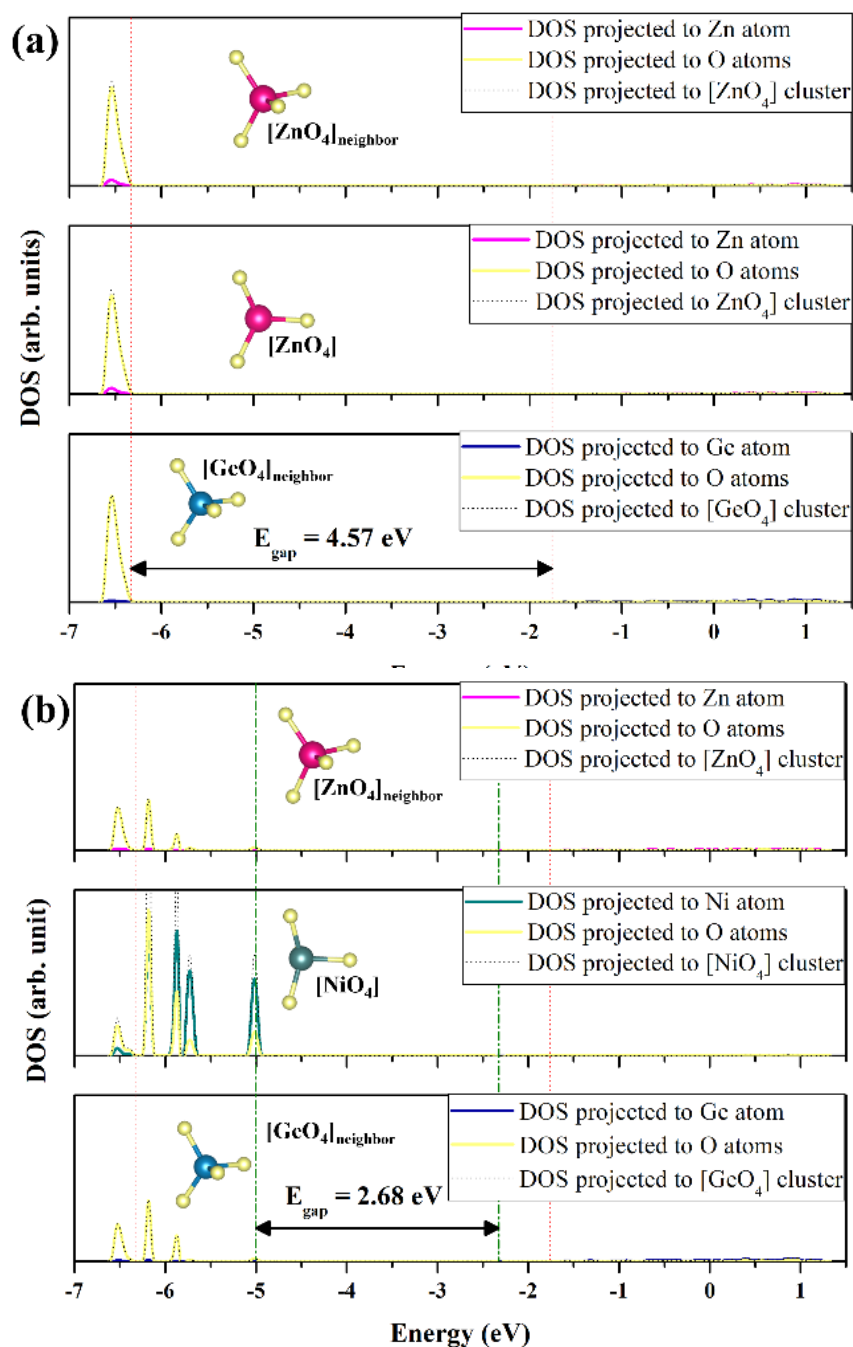 (a)
DOS projected to Zn atom
DOS projected to O atoms
DOS projected to [ZnO4] cluster
[ZnO4]neighbor
DOS projected to Zn atom
DOS projected to O atoms
DOS projected to ZnO4] cluster
[ZnO4]
DOS (arb. units)
DOS projected to Ge atom
DOS projected to O atoms
DOS projected to [GeO4] cluster
[GeO4]neighbor
Egap = 4.57 eV
-7 -6 -5 -4 -3 -2 -1 0 1
(b)
DOS projected to Zn atom
DOS projected to O atoms
DOS projected to [ZnO4] cluster
[ZnO4]neighbor
DOS projected to Ni atom
DOS projected to O atoms
DOS projected to [NiO4] cluster
[NiO4]
DOS (arb. unit)
DOS projected to Ge atom
DOS projected to O atoms
DOS projected to [GeO4] cluster
[GeO4]neighbor
Egap = 2.68 eV
-7 -6 -5 -4 -3 -2 -1 0 1
Energy (eV)